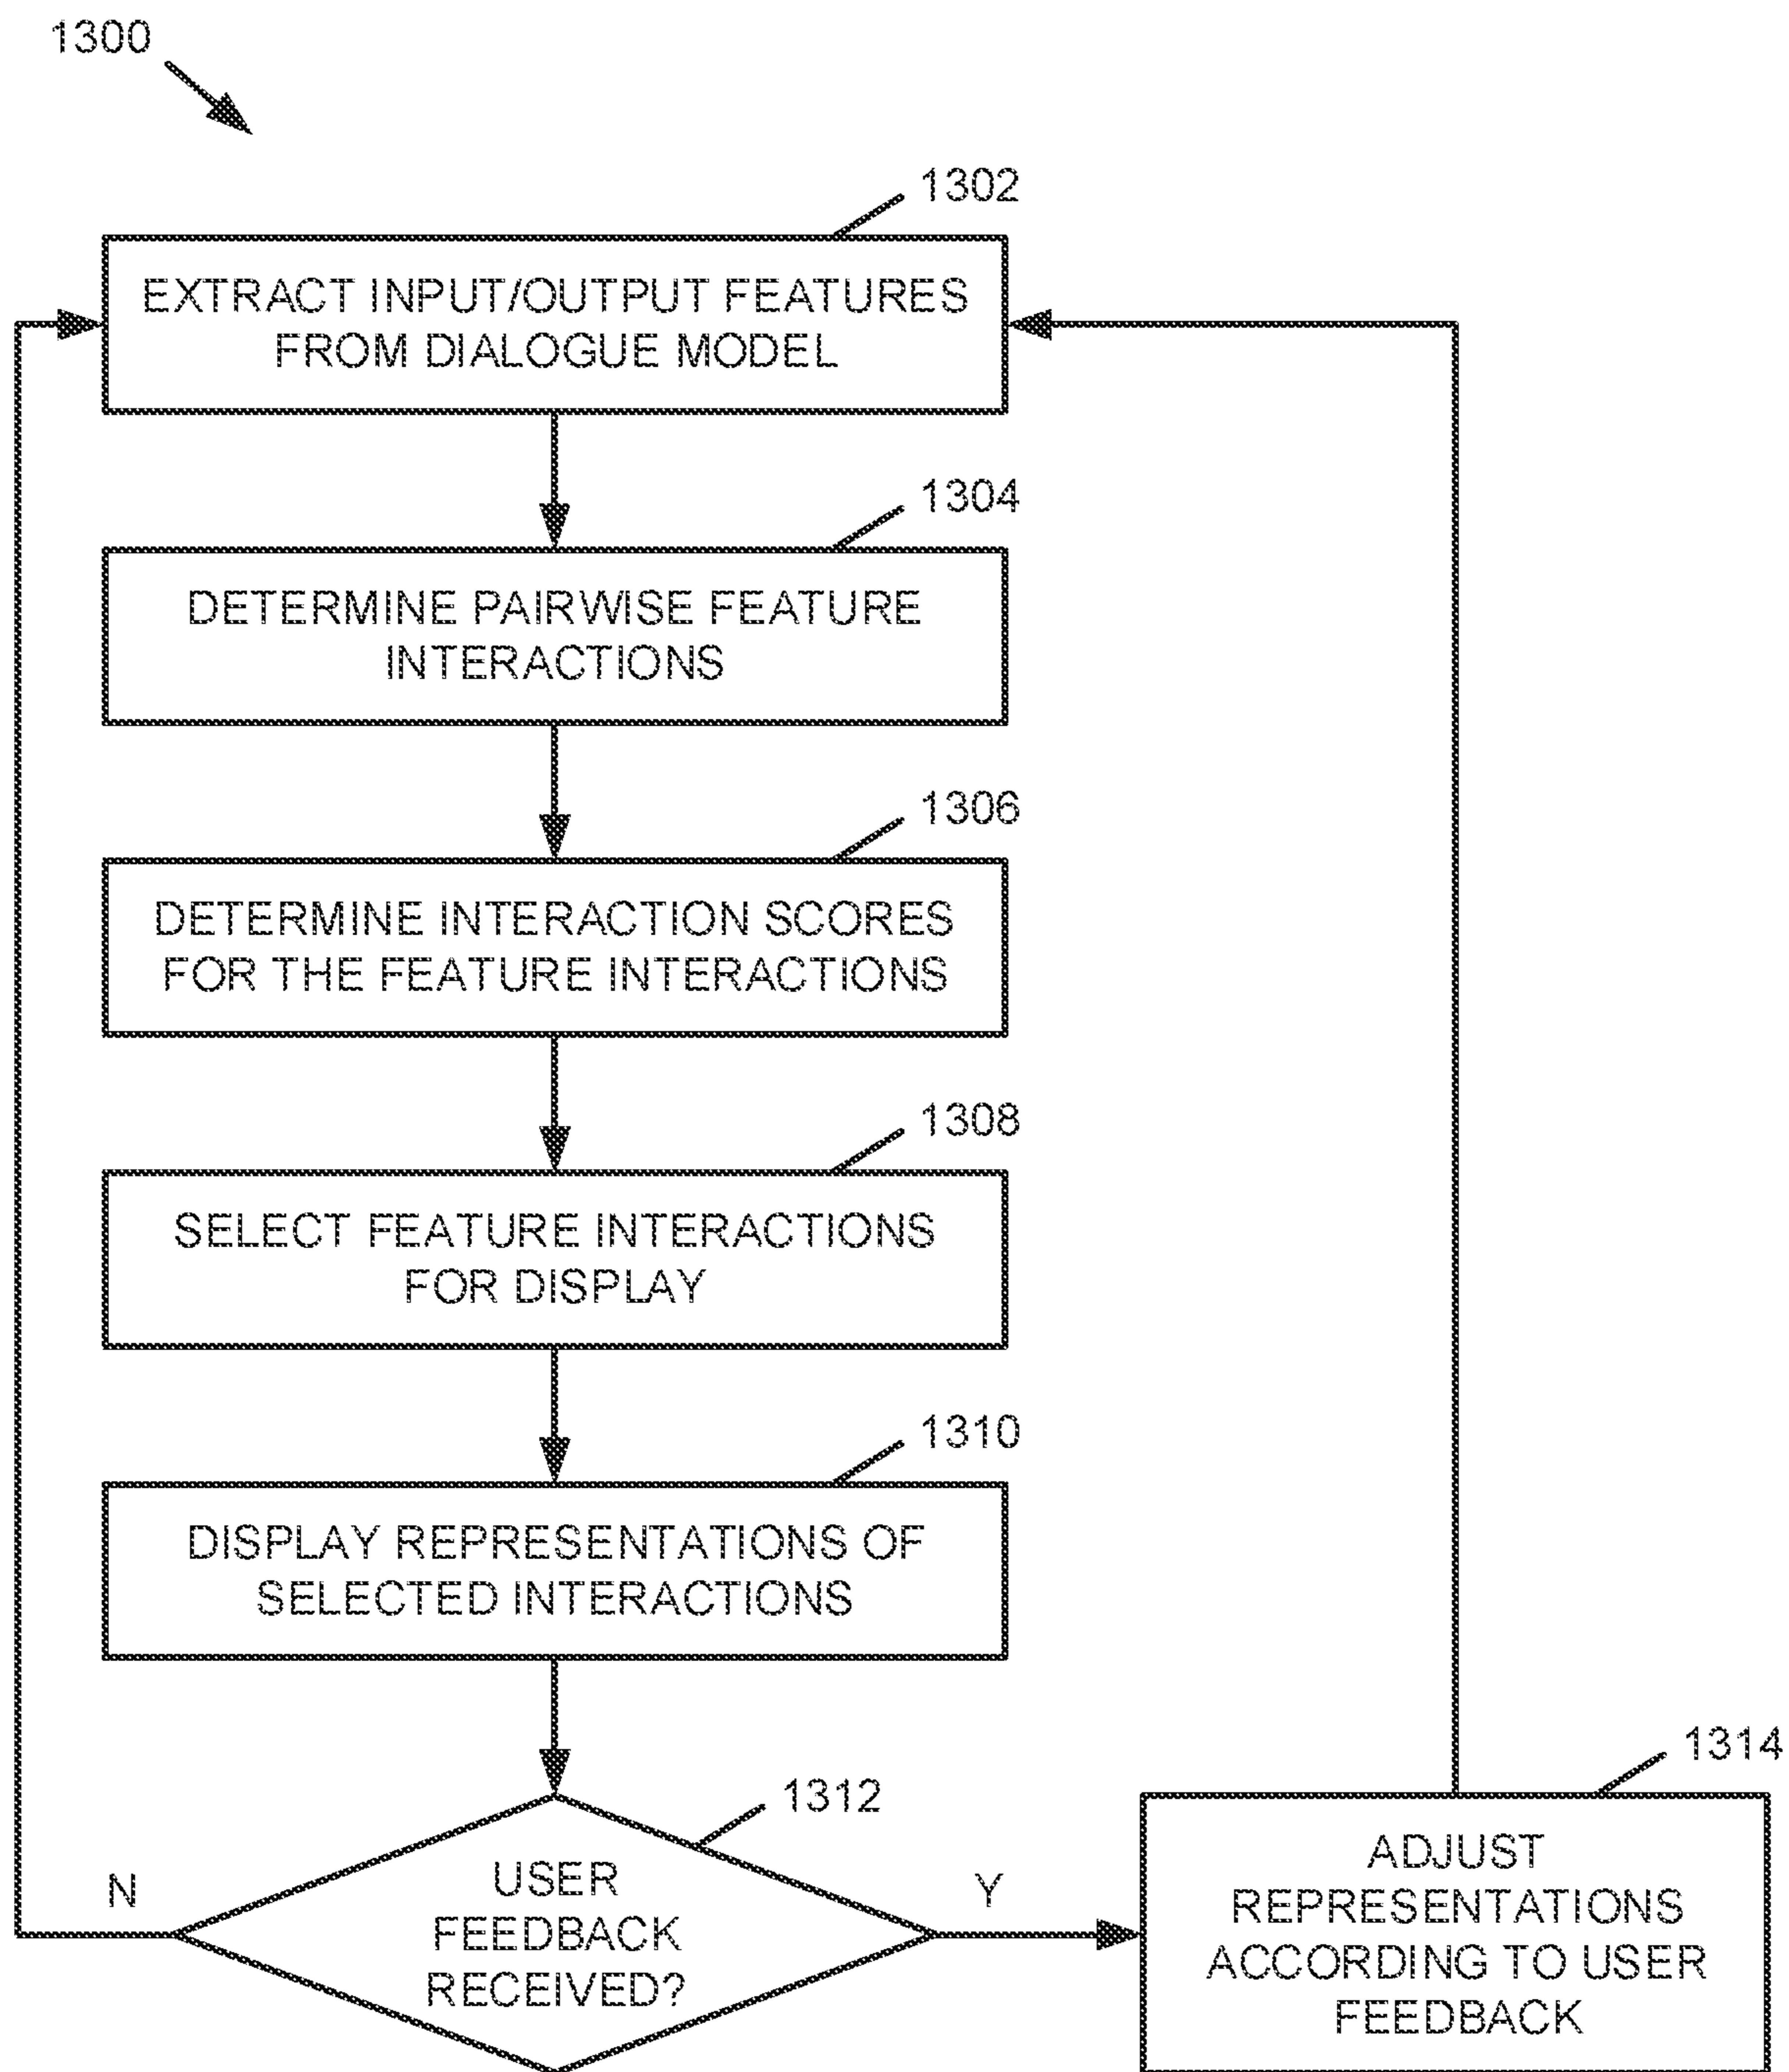 1300
1302
EXTRACT INPUT/OUTPUT FEATURES
FROM DIALOGUE MODEL
1304
DETERMINE PAIRWISE FEATURE
INTERACTIONS
1306
DETERMINE INTERACTION SCORES
FOR THE FEATURE INTERACTIONS
1308
SELECT FEATURE INTERACTIONS
FOR DISPLAY
1310
DISPLAY REPRESENTATIONS OF
SELECTED INTERACTIONS
1312
USER
FEEDBACK
RECEIVED?
N
Y
1314
ADJUST
REPRESENTATIONS
ACCORDING TO USER
FEEDBACK